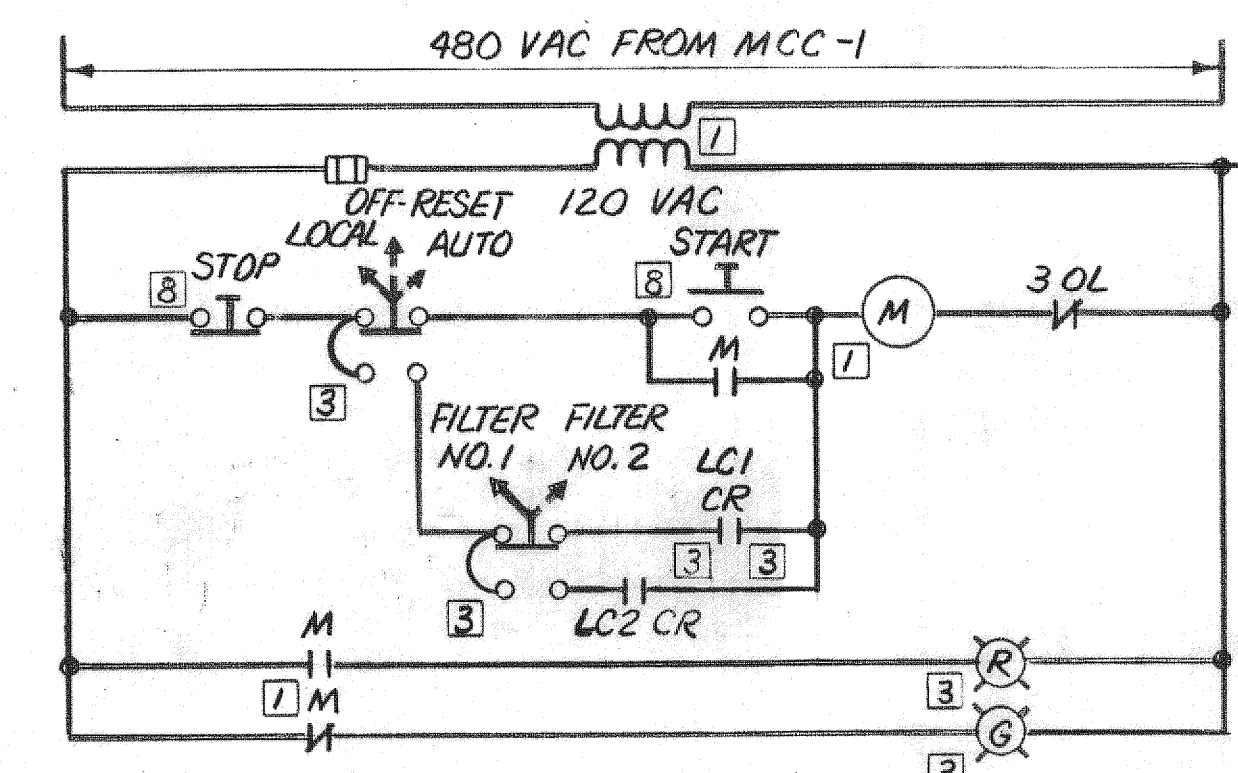 480 VAC FROM MCC-1
1
120 VAC
OFF-RESET
LOCAL
AUTO
START
STOP
8
8
3 OL
M
M
1
3
FILTER NO. 1
FILTER NO. 2
LC1
CR
3
3
3
LC2 CR
M
R
3
1
M
G
3